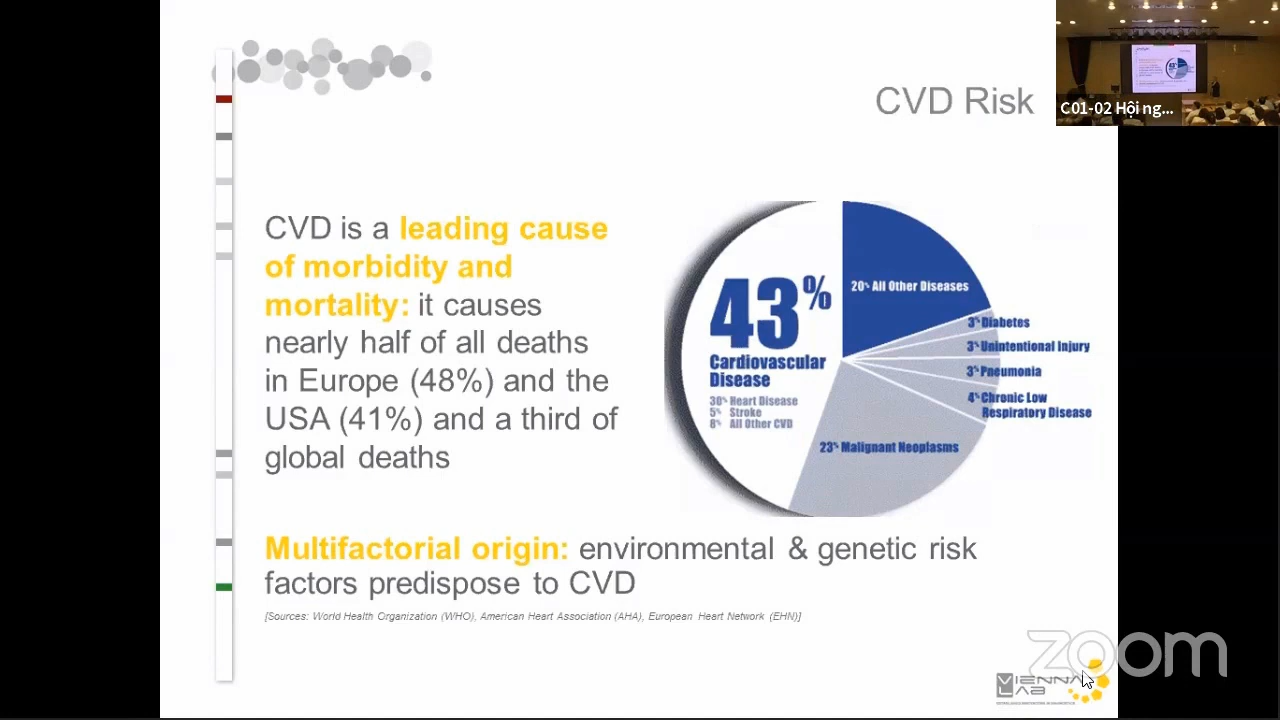 C01-02 Hội ng...
CVD Risk
CVD is a leading cause
of morbidity and
mortality: it causes
nearly half of all deaths
in Europe (48%) and the
USA (41%) and a third of
global deaths
43%
Cardiovascular
Disease
30% Heart Disease
5% Stroke
8% All Other CVD
20% All Other Diseases
3% Diabetes
3% Unintentional Injury
3% Pneumonia
4% Chronic Low
Respiratory Disease
23% Malignant Neoplasms
Multifactorial origin: environmental & genetic risk
factors predispose to CVD
[Sources: World Health Organization (WHO), American Heart Association (AHA), European Heart Network (EHN)]
zoom
VIENNA
LAB